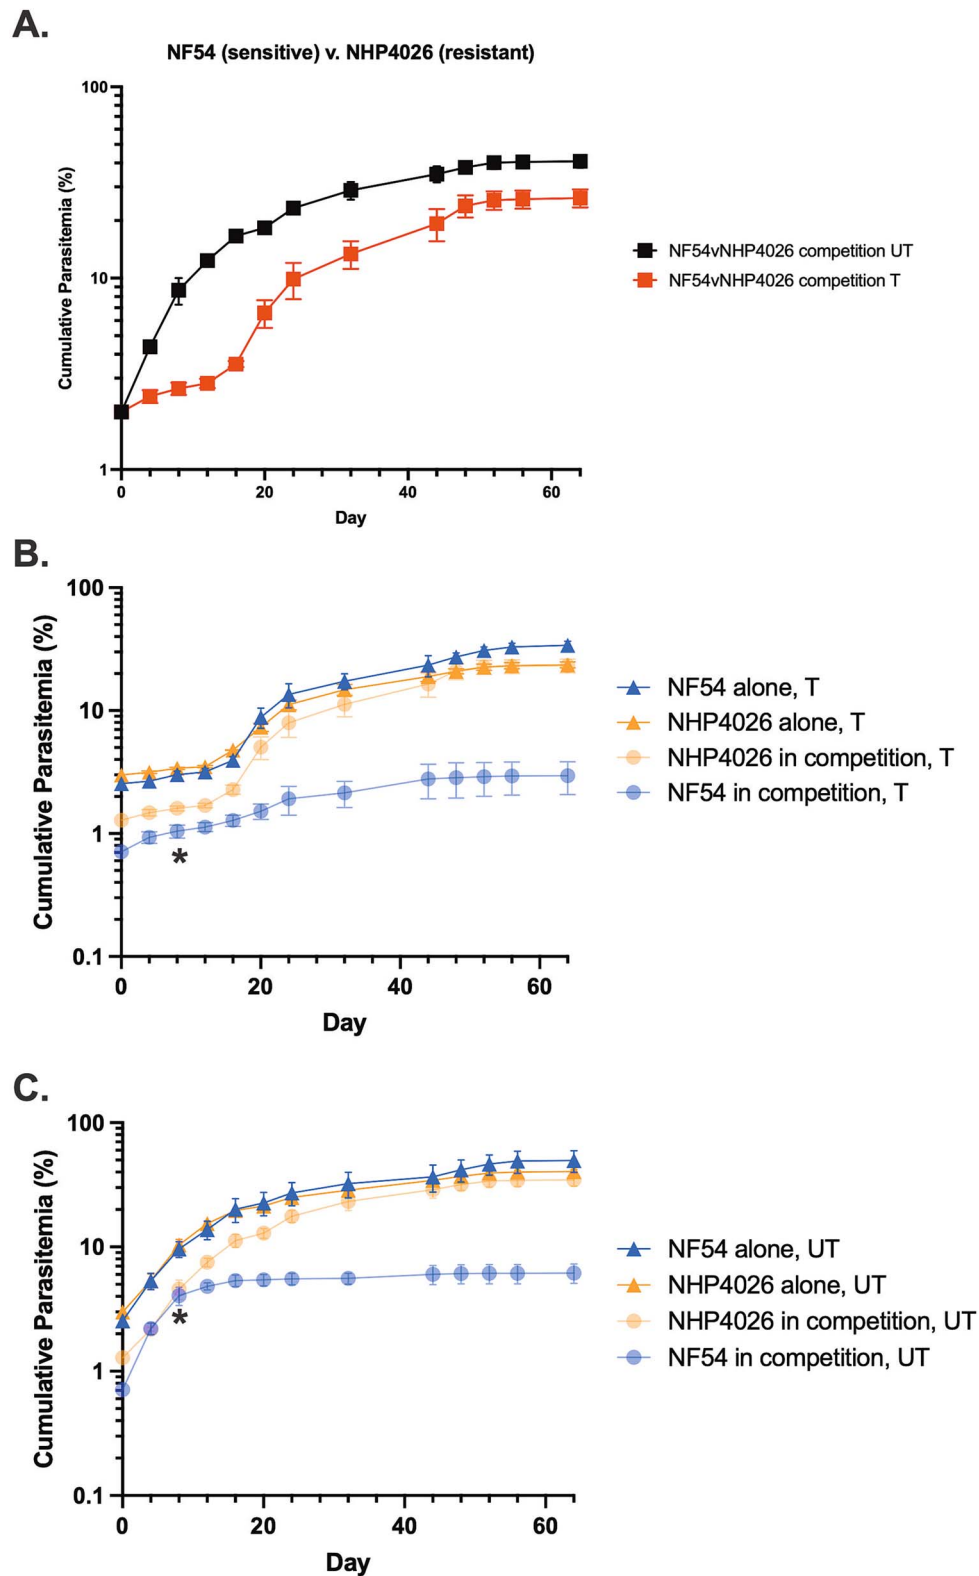 A.
NF54 (sensitive) v. NHP4026 (resistant)
100
10
1
Cumulative Parasitemia (%)
0 20 40 60
Day
NF54vNHP4026 competition UT
NF54vNHP4026 competition T
B.
100
10
1
0.1
Cumulative Parasitemia (%)
*
0 20 40 60
Day
NF54 alone, T
NHP4026 alone, T
NHP4026 in competition, T
NF54 in competition, T
C.
100
10
1
0.1
Cumulative Parasitemia (%)
*
0 20 40 60
Day
NF54 alone, UT
NHP4026 alone, UT
NHP4026 in competition, UT
NF54 in competition, UT